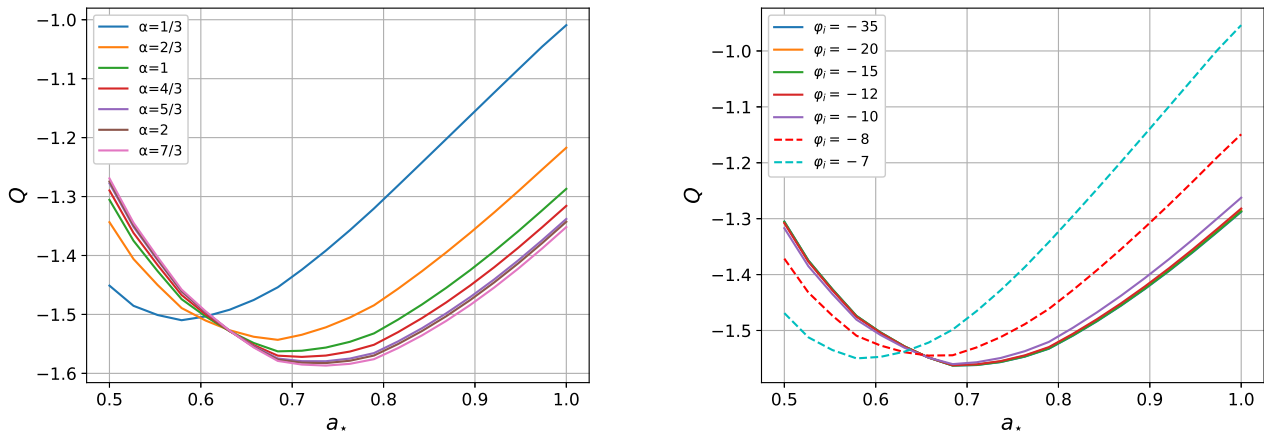 α=1/3
α=2/3
α=1
α=4/3
α=5/3
α=2
α=7/3
−1.0
−1.1
−1.2
−1.3
−1.4
−1.5
−1.6
Q
0.5 0.6 0.7 0.8 0.9 1.0
a⋆
φi = −35
φi = −20
φi = −15
φi = −12
φi = −10
φi = −8
φi = −7
−1.0
−1.1
−1.2
−1.3
−1.4
−1.5
Q
0.5 0.6 0.7 0.8 0.9 1.0
a⋆